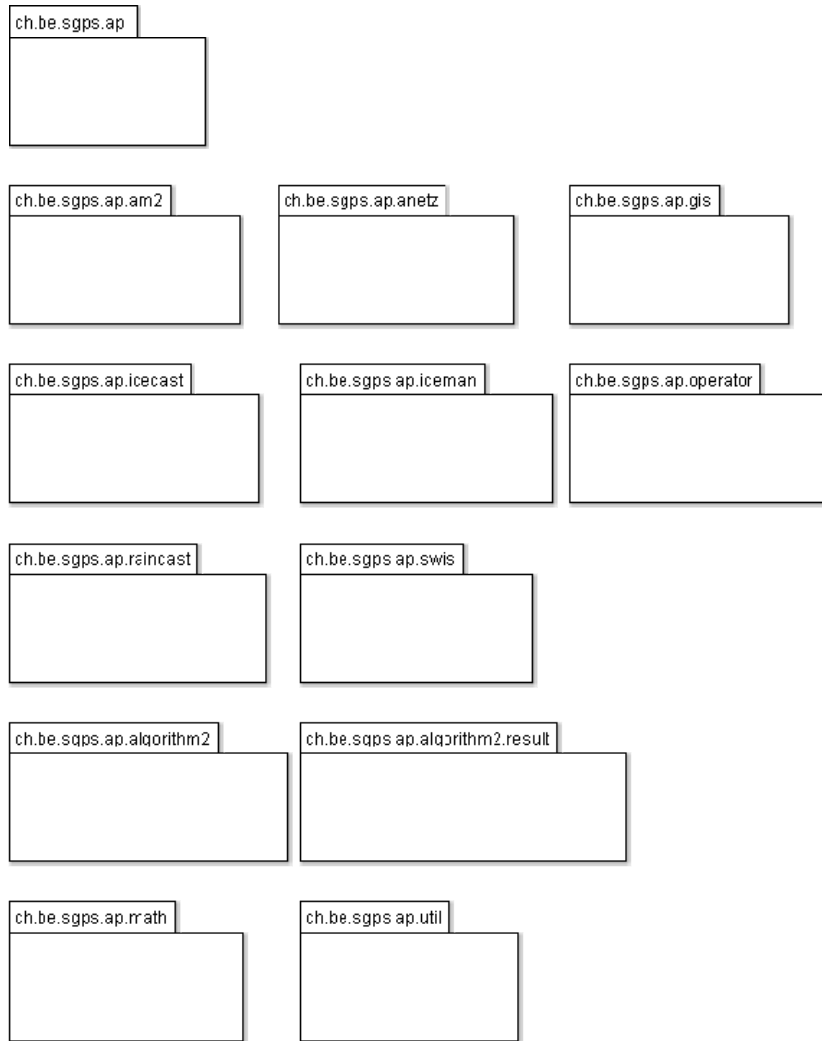 ch.be.sgps.ap
ch.be.sgps.ap.am2
ch.be.sgps.ap.anetz
ch.be.sgps.ap.gis
ch.be.sgps.ap.icecast
ch.be.sgps.ap.iceman
ch.be.sgps.ap.operator
ch.be.sgps.ap.raincast
ch.be.sgps.ap.swis
ch.be.sgps.ap.algorithm2
ch.be.sgps.ap.algorithm2.result
ch.be.sgps.ap.math
ch.be.sgps.ap.util